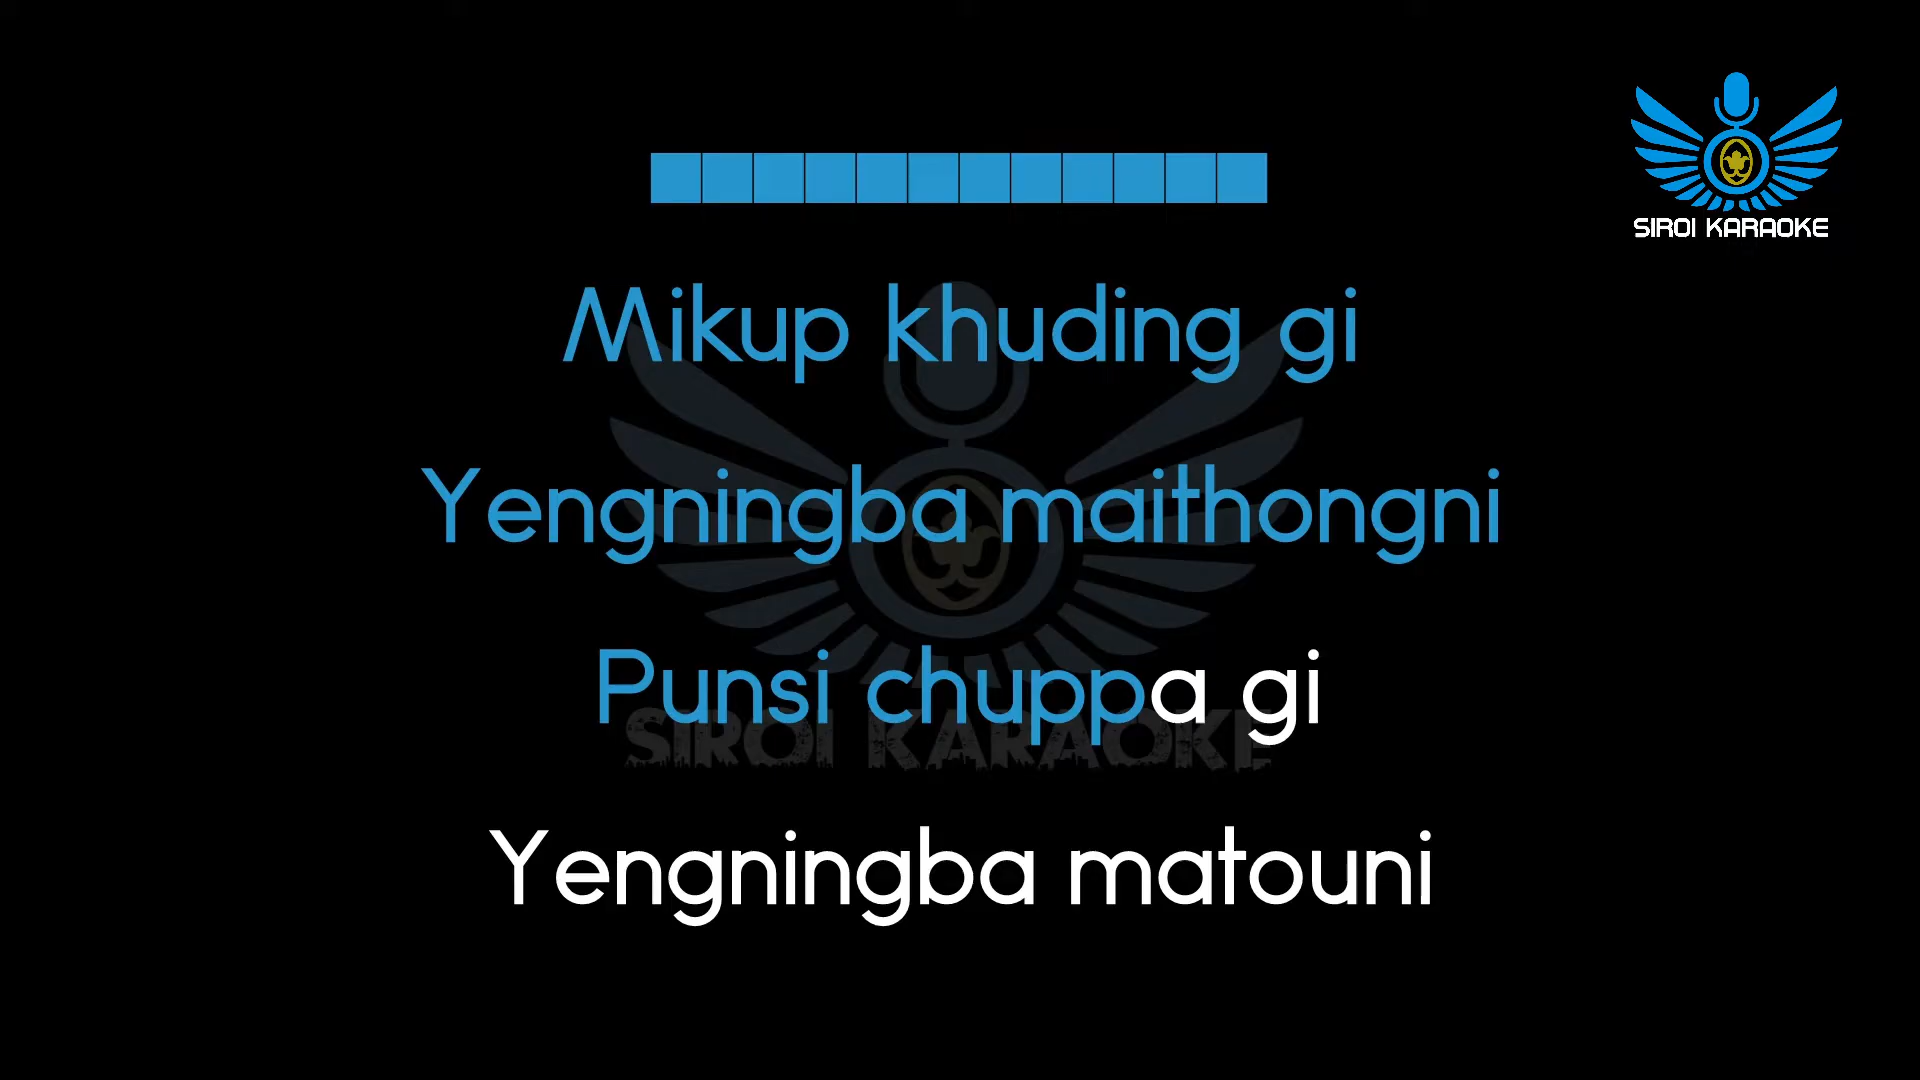 SIROI KARAOKE
Mikup khuding gi
Yengningba maithongni
Punsi chuppa gi
SIROI KARAOKE
Yengningba matouni